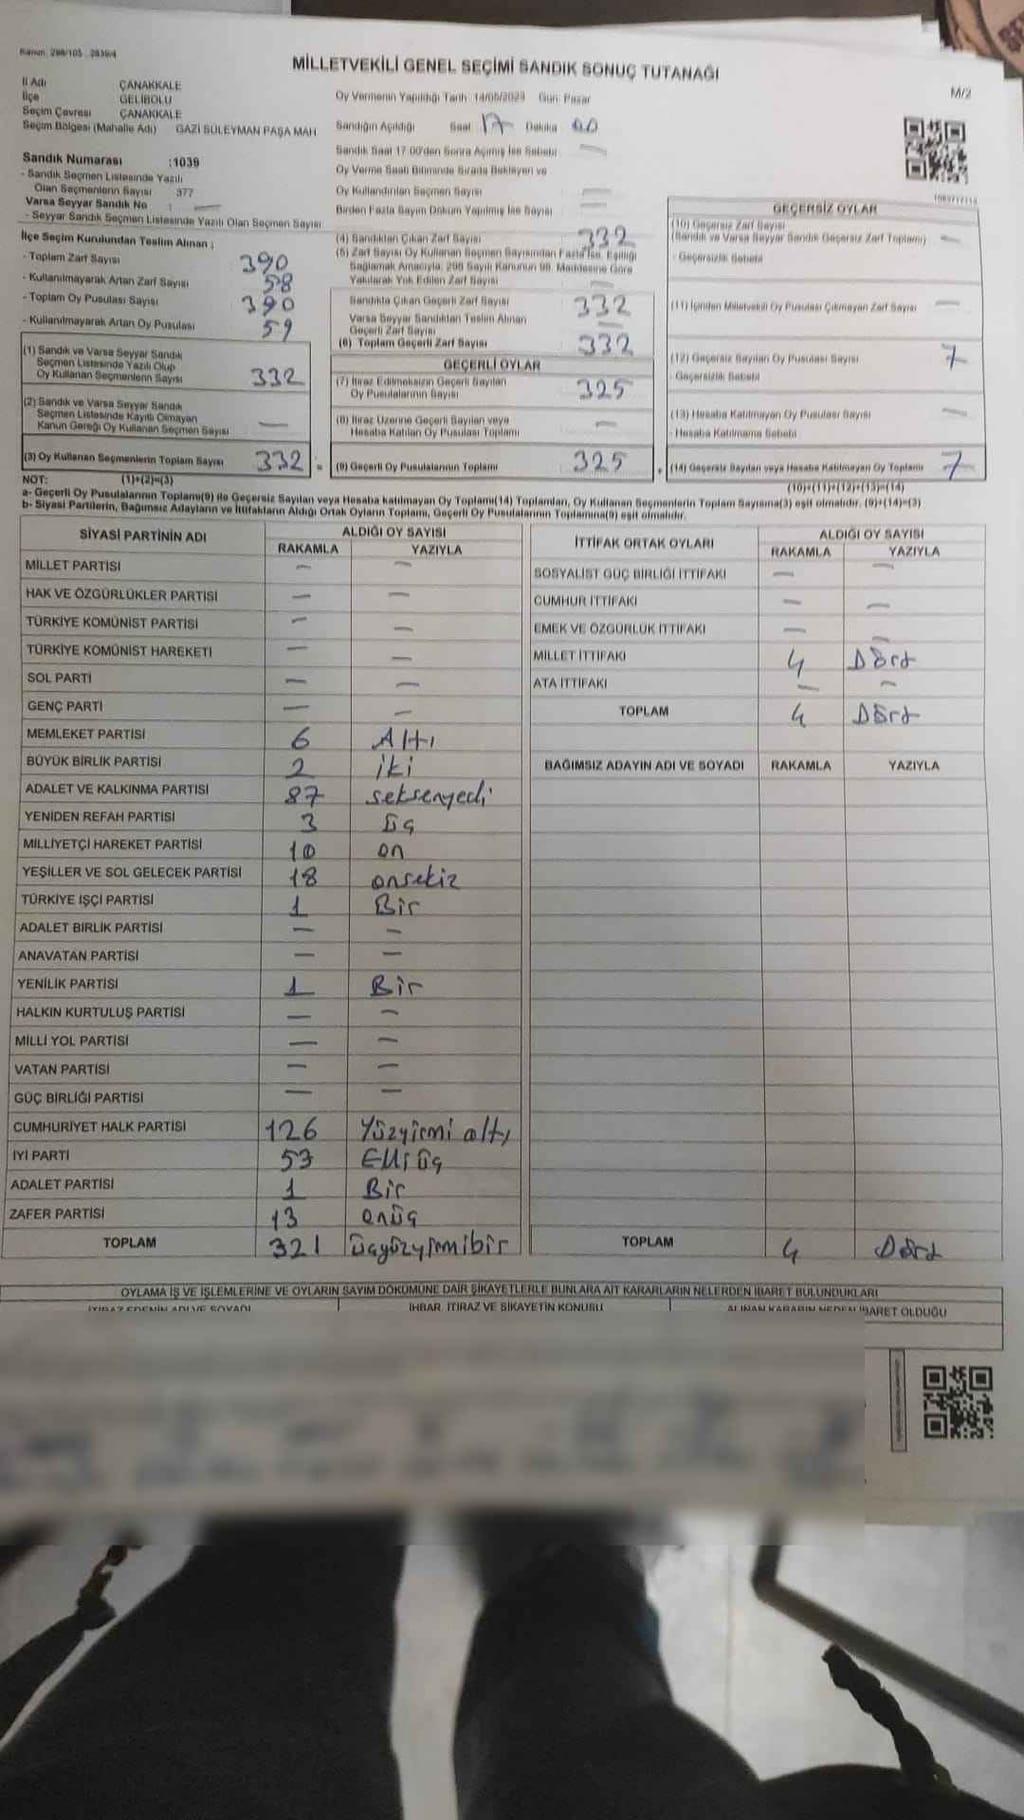 Kanun: 298/105 2839/4
MİLLETVEKİLİ GENEL SEÇİMİ SANDIK SONUÇ TUTANAĞI
M/2
İl Adı ÇANAKKALE
İlçe GELİBOLU
Seçim Çevresi ÇANAKKALE
Seçim Bölgesi (Mahalle Adı) GAZİ SÜLEYMAN PAŞA MAH
Oy Vermenin Yapıldığı Tarih :14/05/2023 Gün: Pazar
Sandığın Açıldığı Saat 17 Dakika 00
Sandık Saat 17.00'den Sonra Açılmış İse Sebebi
Oy Verme Saati Bitiminde Sırada Bekleyen ve
Oy Kullandırılan Seçmen Sayısı
Birden Fazla Sayım Döküm Yapılmış İse Sayısı
Sandık Numarası :1039
- Sandık Seçmen Listesinde Yazılı
Olan Seçmenlerin Sayısı 377
Varsa Seyyar Sandık No : —
- Seyyar Sandık Seçmen Listesinde Yazılı Olan Seçmen Sayısı
İlçe Seçim Kurulundan Teslim Alınan ;
- Toplam Zarf Sayısı 390
- Kullanılmayarak Artan Zarf Sayısı 58
- Toplam Oy Pusulası Sayısı 390
- Kullanılmayarak Artan Oy Pusulası 59
(1) Sandık ve Varsa Seyyar Sandık
Seçmen Listesinde Yazılı Olup
Oy Kullanan Seçmenlerin Sayısı 332
(2) Sandık ve Varsa Seyyar Sandık
Seçmen Listesinde Kayıtlı Olmayan
Kanun Gereği Oy Kullanan Seçmen Sayısı —
(3) Oy Kullanan Seçmenlerin Toplam Sayısı 332
(4) Sandıktan Çıkan Zarf Sayısı 332
(5) Zarf Sayısı Oy Kullanan Seçmen Sayısından Fazla İse, Eşitliği
Sağlamak Amacıyla, 298 Sayılı Kanunun 98. Maddesine Göre
Yakılarak Yok Edilen Zarf Sayısı —
Sandıkta Çıkan Geçerli Zarf Sayısı 332
Varsa Seyyar Sandıktan Teslim Alınan
Geçerli Zarf Sayısı —
(6) Toplam Geçerli Zarf Sayısı 332
GEÇERLİ OYLAR
(7) İtiraz Edilmeksizin Geçerli Sayılan
Oy Pusulalarının Sayısı 325
(8) İtiraz Üzerine Geçerli Sayılan veya
Hesaba Katılan Oy Pusulası Toplamı —
(9) Geçerli Oy Pusulalarının Toplamı 325
GEÇERSİZ OYLAR
(10) Geçersiz Zarf Sayısı
(Sandık ve Varsa Seyyar Sandık Geçersiz Zarf Toplamı) —
- Geçersizlik Sebebi
(11) İçinden Milletvekili Oy Pusulası Çıkmayan Zarf Sayısı —
(12) Geçersiz Sayılan Oy Pusulası Sayısı 7
- Geçersizlik Sebebi
(13) Hesaba Katılmayan Oy Pusulası Sayısı —
- Hesaba Katılmama Sebebi
(14) Geçersiz Sayılan veya Hesaba Katılmayan Oy Toplamı 7
NOT: (1)+(2)=(3) (10)+(11)+(12)+(13)=(14)
a- Geçerli Oy Pusulalarının Toplamı(9) ile Geçersiz Sayılan veya Hesaba katılmayan Oy Toplamı(14) Toplamları, Oy Kullanan Seçmenlerin Toplam Sayısına(3) eşit olmalıdır. (9)+(14)=(3)
b- Siyasi Partilerin, Bağımsız Adayların ve İttifakların Aldığı Ortak Oyların Toplamı, Geçerli Oy Pusulalarının Toplamına(9) eşit olmalıdır.
SİYASİ PARTİNİN ADI ALDIĞI OY SAYISI
RAKAMLA YAZIYLA
MİLLET PARTİSİ — —
HAK VE ÖZGÜRLÜKLER PARTİSİ — —
TÜRKİYE KOMÜNİST PARTİSİ — —
TÜRKİYE KOMÜNİST HAREKETİ — —
SOL PARTİ — —
GENÇ PARTİ — —
MEMLEKET PARTİSİ 6 Altı
BÜYÜK BİRLİK PARTİSİ 2 iki
ADALET VE KALKINMA PARTİSİ 87 seksenyedi
YENİDEN REFAH PARTİSİ 3 üç
MİLLİYETÇİ HAREKET PARTİSİ 10 on
YEŞİLLER VE SOL GELECEK PARTİSİ 18 onsekiz
TÜRKİYE İŞÇİ PARTİSİ 1 Bir
ADALET BİRLİK PARTİSİ — —
ANAVATAN PARTİSİ — —
YENİLİK PARTİSİ 1 Bir
HALKIN KURTULUŞ PARTİSİ — —
MİLLİ YOL PARTİSİ — —
VATAN PARTİSİ — —
GÜÇ BİRLİĞİ PARTİSİ — —
CUMHURİYET HALK PARTİSİ 126 Yüzyirmi altı
İYİ PARTİ 53 Elli üç
ADALET PARTİSİ 1 Bir
ZAFER PARTİSİ 13 onüç
TOPLAM 321 üçyüzyirmibir
İTTİFAK ORTAK OYLARI ALDIĞI OY SAYISI
RAKAMLA YAZIYLA
SOSYALİST GÜÇ BİRLİĞİ İTTİFAKI — —
CUMHUR İTTİFAKI — —
EMEK VE ÖZGÜRLÜK İTTİFAKI — —
MİLLET İTTİFAKI 4 Dört
ATA İTTİFAKI — —
TOPLAM 4 Dört
BAĞIMSIZ ADAYIN ADI VE SOYADI RAKAMLA YAZIYLA
TOPLAM 4 Dört
OYLAMA İŞ VE İŞLEMLERİNE VE OYLARIN SAYIM DÖKÜMÜNE DAİR ŞİKAYETLERLE BUNLARA AİT KARARLARIN NELERDEN İBARET BULUNDUKLARI
İTİRAZ EDENİN ADI VE SOYADI İHBAR, İTİRAZ VE ŞİKAYETİN KONUSU ALINAN KARARIN NEDEN İBARET OLDUĞU